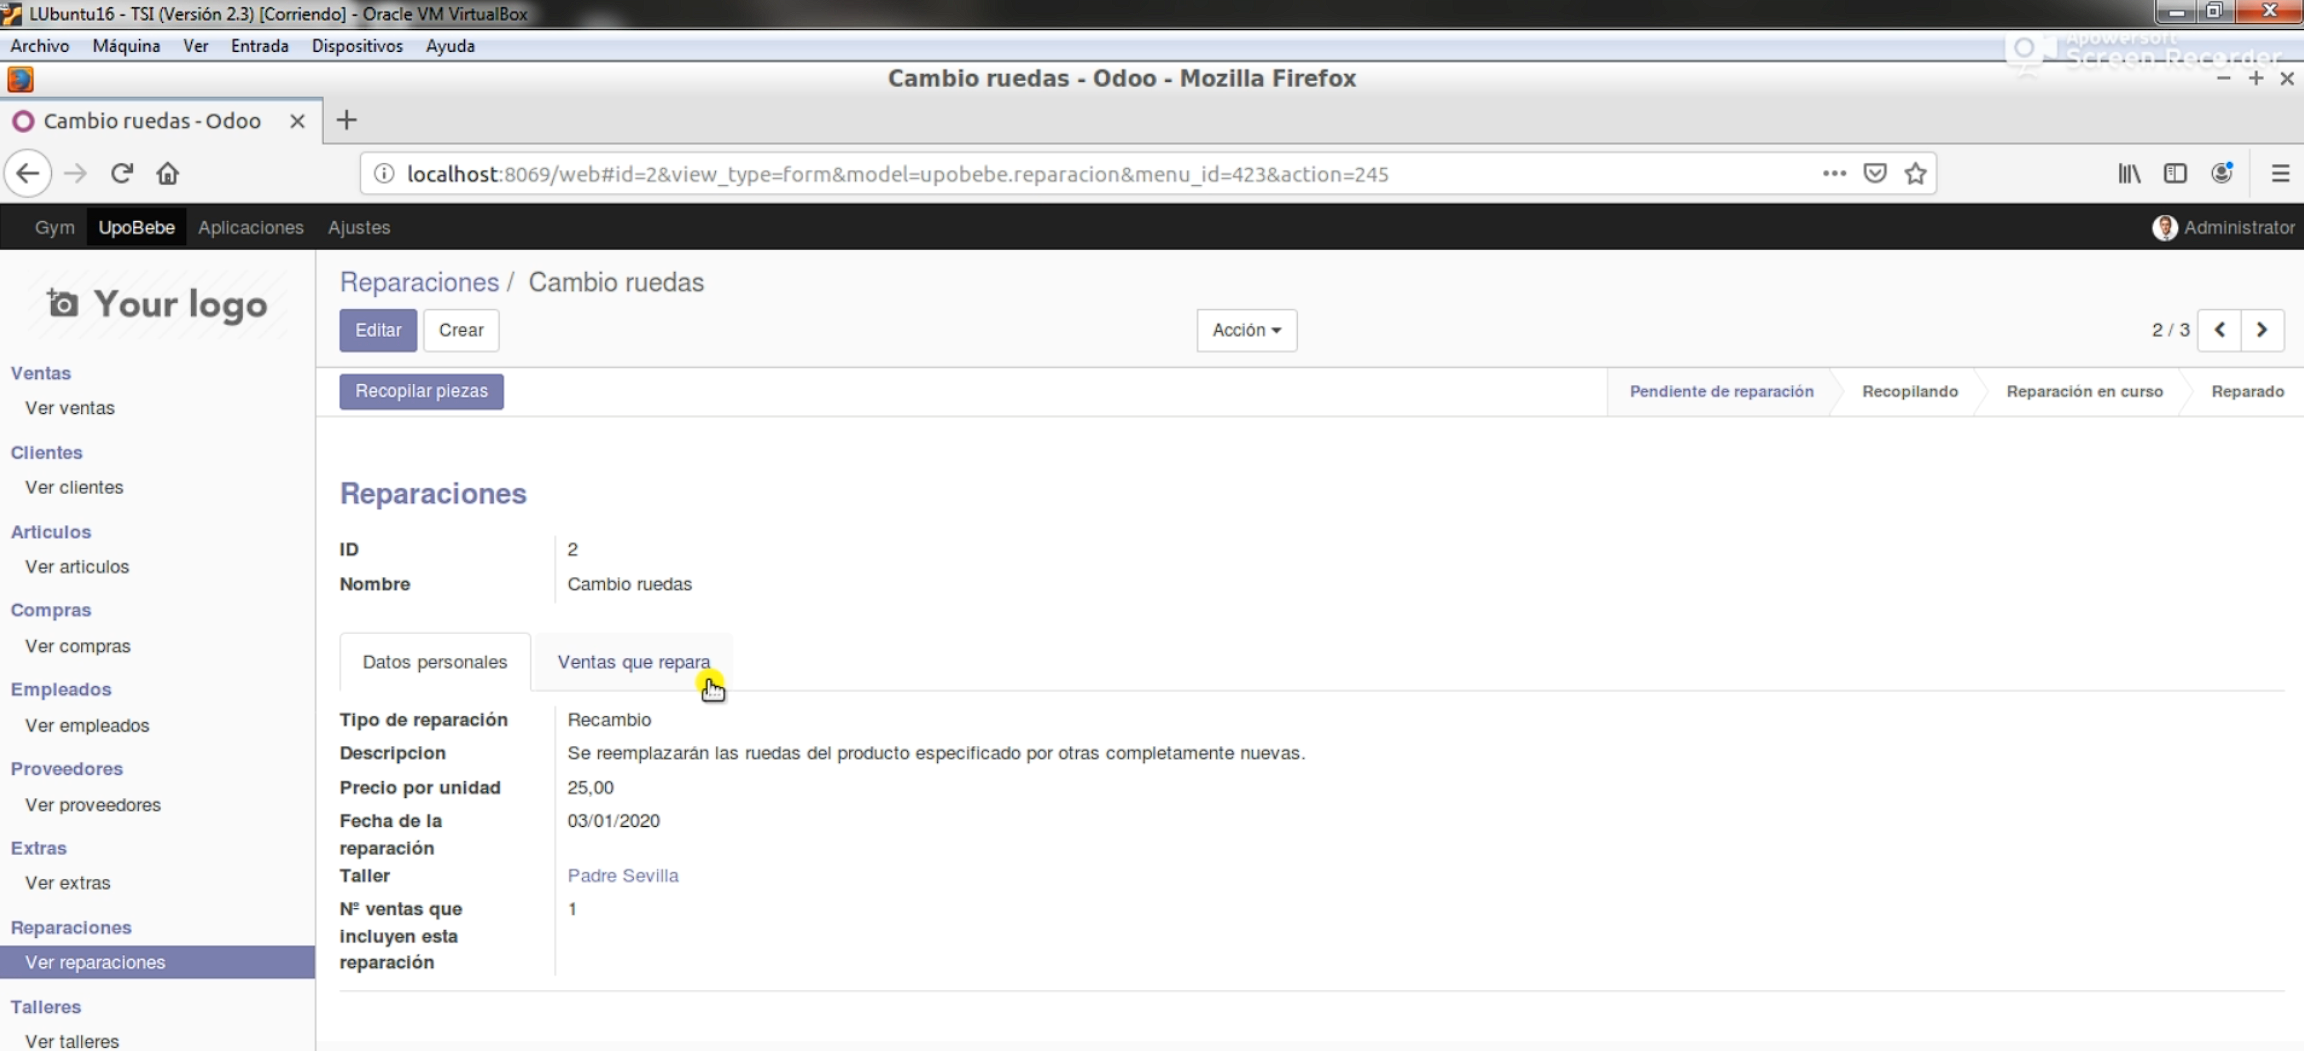 LUbuntu16 - TSI (Versión 2.3) [Corriendo] - Oracle VM VirtualBox
Archivo Máquina Ver Entrada Dispositivos Ayuda
Apowersoft
Screen Recorder
Cambio ruedas - Odoo - Mozilla Firefox
Cambio ruedas - Odoo
localhost:8069/web#id=2&view_type=form&model=upobebe.reparacion&menu_id=423&action=245
Gym UpoBebe Aplicaciones Ajustes Administrator
Your logo
Reparaciones / Cambio ruedas
Editar Crear Acción 2 / 3
Recopilar piezas Pendiente de reparación Recopilando Reparación en curso Reparado
Ventas
Ver ventas
Clientes
Ver clientes
Articulos
Ver articulos
Compras
Ver compras
Empleados
Ver empleados
Proveedores
Ver proveedores
Extras
Ver extras
Reparaciones
Ver reparaciones
Talleres
Ver talleres
Reparaciones
ID 2
Nombre Cambio ruedas
Datos personales Ventas que repara
Tipo de reparación Recambio
Descripcion Se reemplazarán las ruedas del producto especificado por otras completamente nuevas.
Precio por unidad 25,00
Fecha de la 03/01/2020
reparación
Taller Padre Sevilla
Nº ventas que 1
incluyen esta
reparación